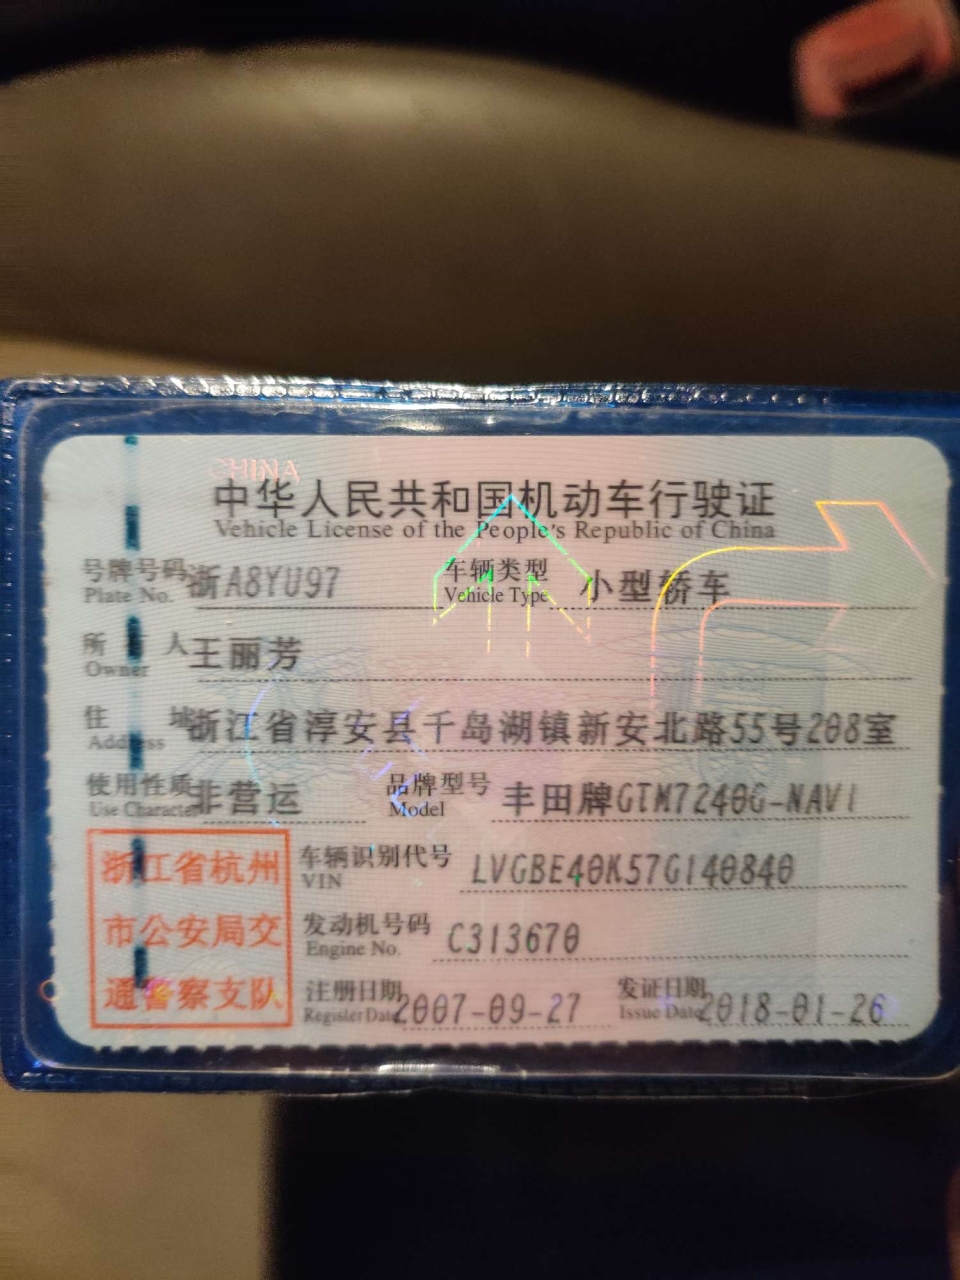 CHINA
中华人民共和国机动车行驶证
Vehicle License of the People's Republic of China
号牌号码 浙A8YU97 车辆类型 小型轿车
Plate No. Vehicle Type
所有人 王丽芳
Owner
住址 浙江省淳安县千岛湖镇新安北路55号208室
Address
使用性质 非营运 品牌型号 丰田牌GTM7240G-NAVI
Use Character Model
浙江省杭州
市公安局交
通警察支队
车辆识别代号 LVGBE40K57G140840
VIN
发动机号码 C313670
Engine No.
注册日期 2007-09-27 发证日期 2018-01-26
Register Date Issue Date